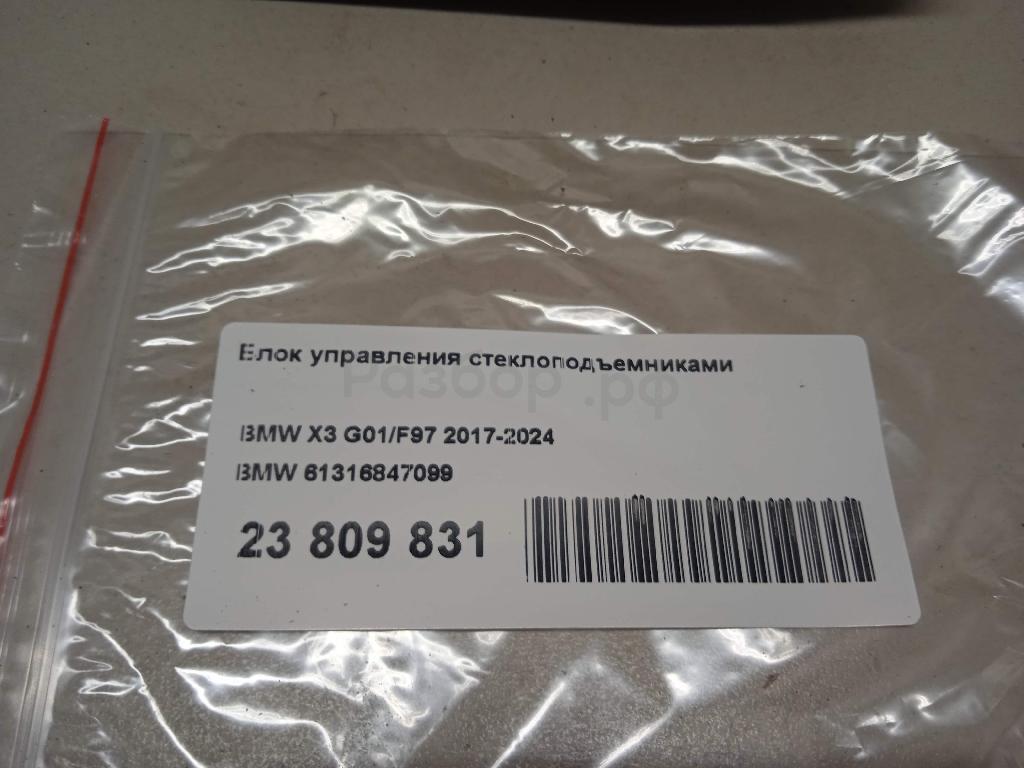 Блок управления стеклоподъемниками
Разбор.рф
BMW X3 G01/F97 2017-2024
BMW 61316847099
23 809 831